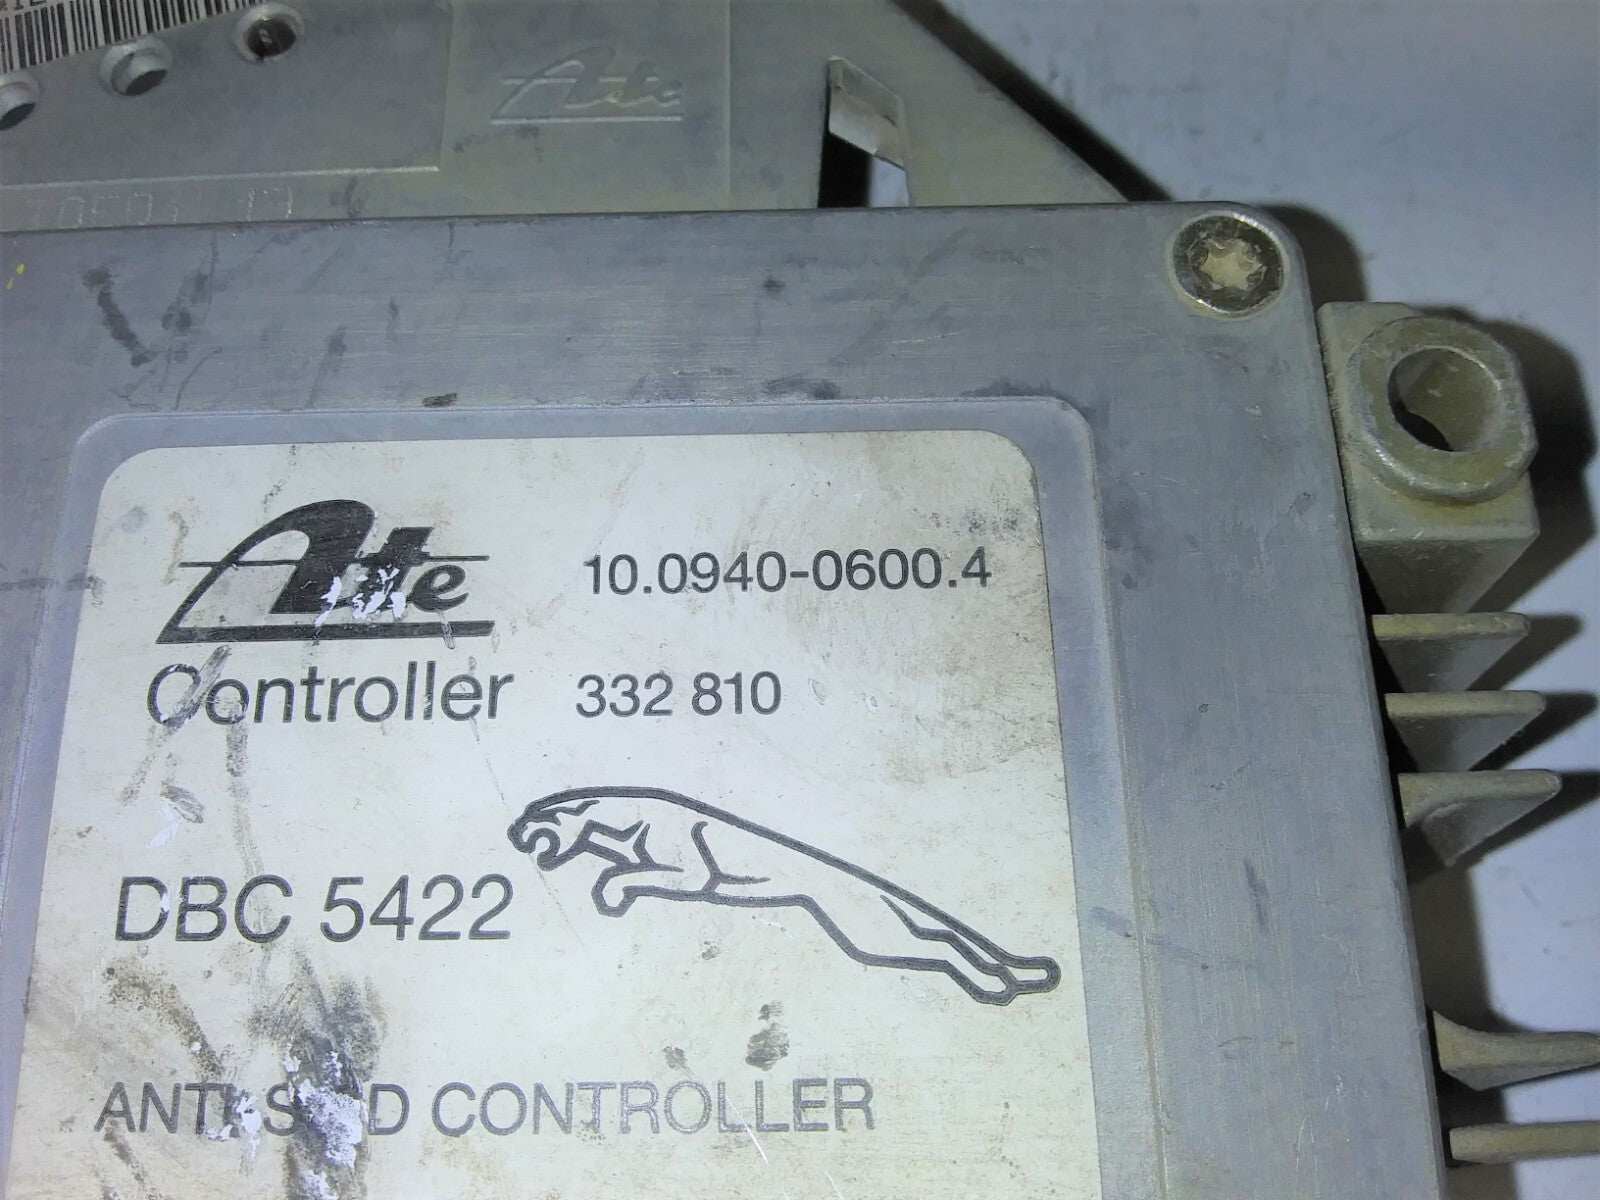 Ate
Ate 10.0940-0600.4
Controller 332 810
DBC 5422
CONTROLLER